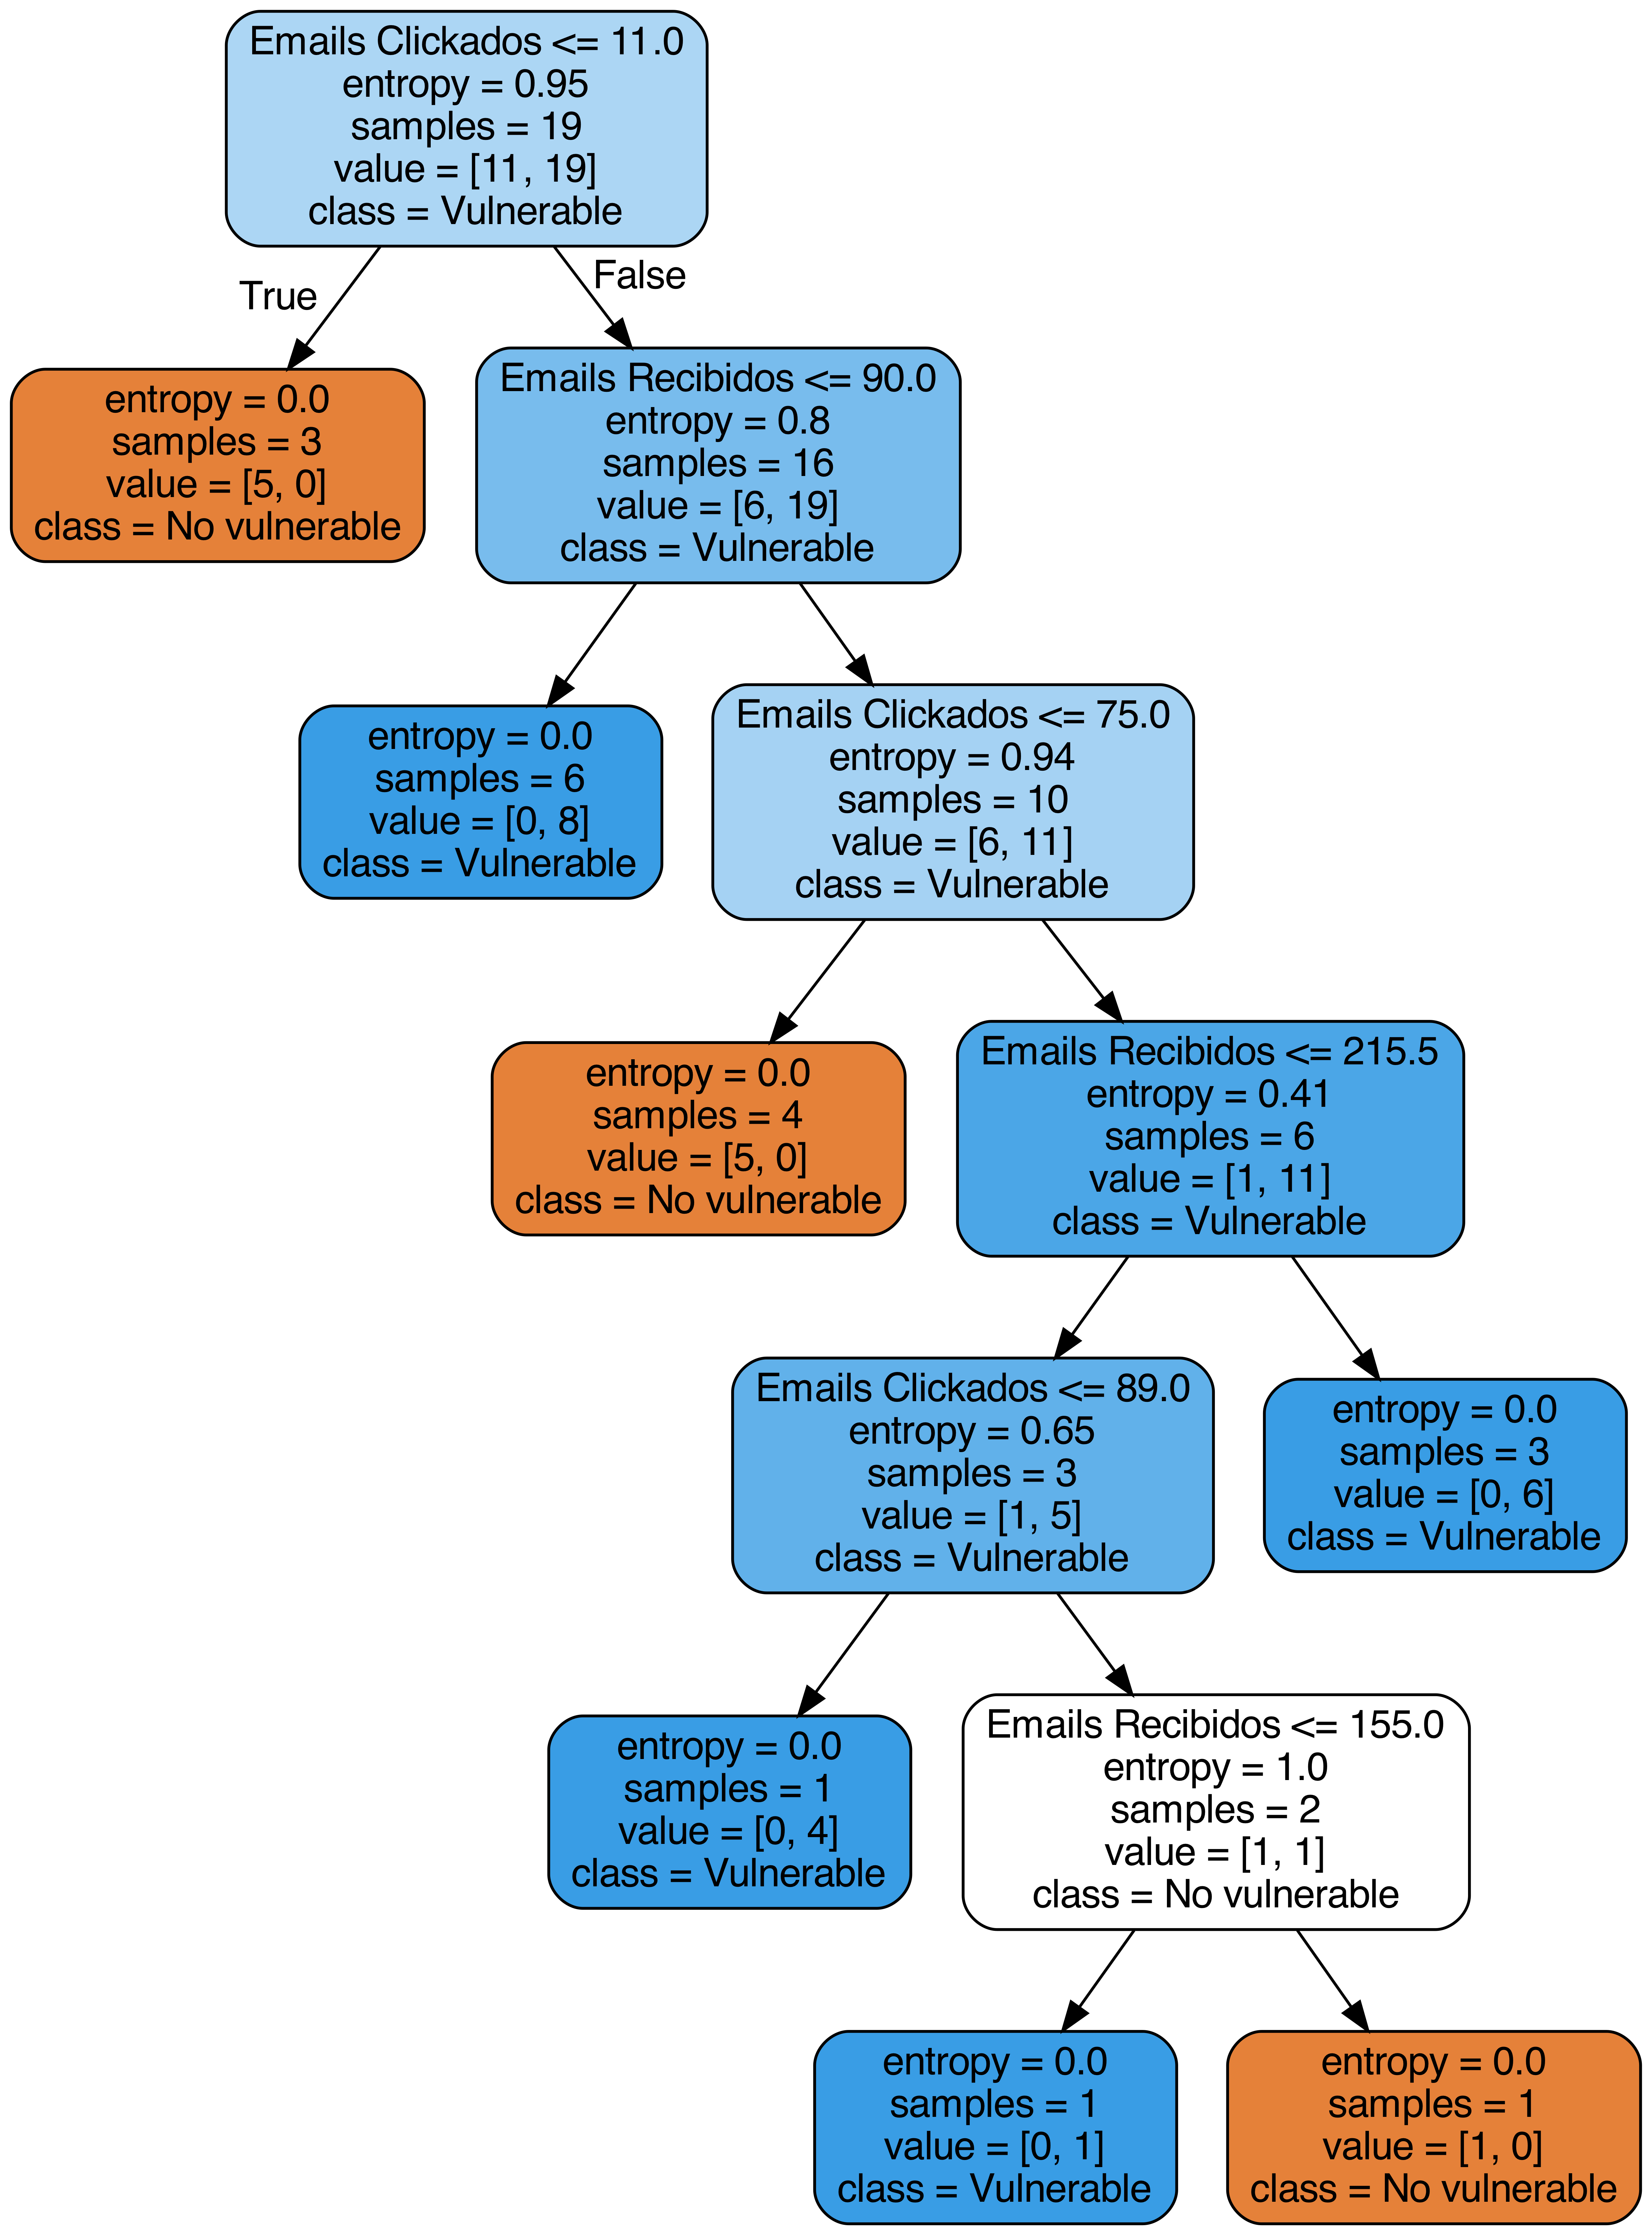 Emails Clickados <= 11.0
entropy = 0.95
samples = 19
value = [11, 19]
class = Vulnerable
True
False
entropy = 0.0
samples = 3
value = [5, 0]
class = No vulnerable
Emails Recibidos <= 90.0
entropy = 0.8
samples = 16
value = [6, 19]
class = Vulnerable
entropy = 0.0
samples = 6
value = [0, 8]
class = Vulnerable
Emails Clickados <= 75.0
entropy = 0.94
samples = 10
value = [6, 11]
class = Vulnerable
entropy = 0.0
samples = 4
value = [5, 0]
class = No vulnerable
Emails Recibidos <= 215.5
entropy = 0.41
samples = 6
value = [1, 11]
class = Vulnerable
Emails Clickados <= 89.0
entropy = 0.65
samples = 3
value = [1, 5]
class = Vulnerable
entropy = 0.0
samples = 3
value = [0, 6]
class = Vulnerable
entropy = 0.0
samples = 1
value = [0, 4]
class = Vulnerable
Emails Recibidos <= 155.0
entropy = 1.0
samples = 2
value = [1, 1]
class = No vulnerable
entropy = 0.0
samples = 1
value = [0, 1]
class = Vulnerable
entropy = 0.0
samples = 1
value = [1, 0]
class = No vulnerable